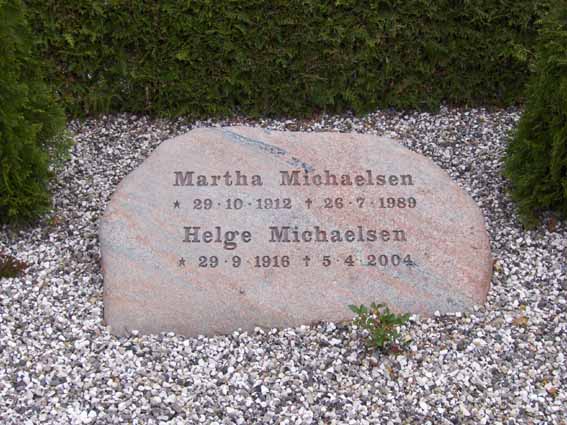 Martha Michaelsen
* 29·10·1912 † 26·7·1989
Helge Michaelsen
* 29·9·1916 † 5·4·2004